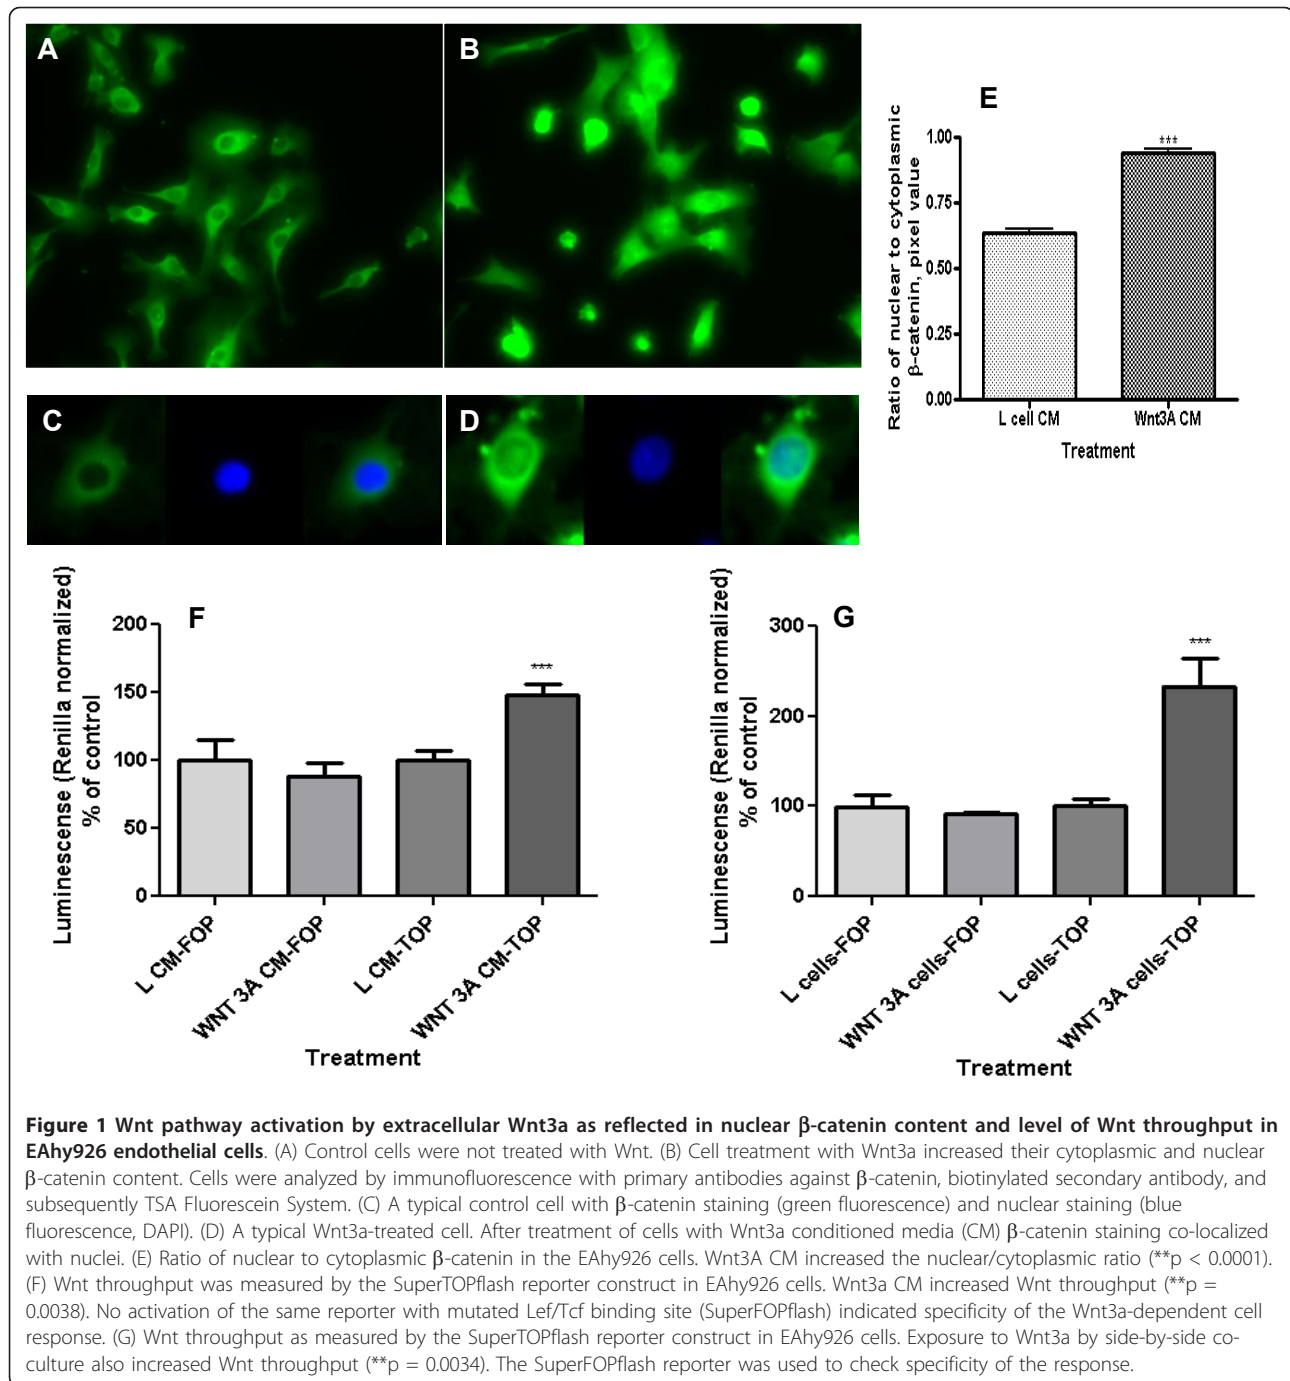 A
B
E
Ratio of nuclear to cytoplasmic
β-catenin, pixel value
1.00
0.75
0.50
0.25
0.00
***
L cell CM
Wnt3A CM
Treatment
C
D
F
Luminescense (Renilla normalized)
% of control
200
150
100
50
0
***
L CM-FOP
WNT 3A CM-FOP
L CM-TOP
WNT 3A CM-TOP
Treatment
G
Luminescense (Renilla normalized)
% of control
300
200
100
0
***
L cells-FOP
WNT 3A cells-FOP
L cells-TOP
WNT 3A cells-TOP
Treatment
Figure 1 Wnt pathway activation by extracellular Wnt3a as reflected in nuclear β-catenin content and level of Wnt throughput in
EAhy926 endothelial cells. (A) Control cells were not treated with Wnt. (B) Cell treatment with Wnt3a increased their cytoplasmic and nuclear
β-catenin content. Cells were analyzed by immunofluorescence with primary antibodies against β-catenin, biotinylated secondary antibody, and
subsequently TSA Fluorescein System. (C) A typical control cell with β-catenin staining (green fluorescence) and nuclear staining (blue
fluorescence, DAPI). (D) A typical Wnt3a-treated cell. After treatment of cells with Wnt3a conditioned media (CM) β-catenin staining co-localized
with nuclei. (E) Ratio of nuclear to cytoplasmic β-catenin in the EAhy926 cells. Wnt3A CM increased the nuclear/cytoplasmic ratio (**p < 0.0001).
(F) Wnt throughput was measured by the SuperTOPflash reporter construct in EAhy926 cells. Wnt3a CM increased Wnt throughput (**p =
0.0038). No activation of the same reporter with mutated Lef/Tcf binding site (SuperFOPflash) indicated specificity of the Wnt3a-dependent cell
response. (G) Wnt throughput as measured by the SuperTOPflash reporter construct in EAhy926 cells. Exposure to Wnt3a by side-by-side co-
culture also increased Wnt throughput (**p = 0.0034). The SuperFOPflash reporter was used to check specificity of the response.